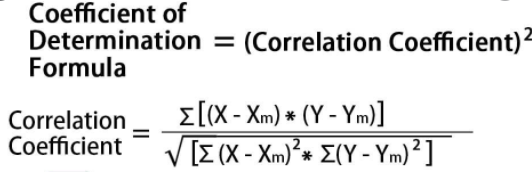 Coefficient of
Determination = (Correlation Coefficient)²
Formula
Correlation Coefficient = Σ[(X - Xm) * (Y - Ym)] / √[Σ(X - Xm)² * Σ(Y - Ym)²]